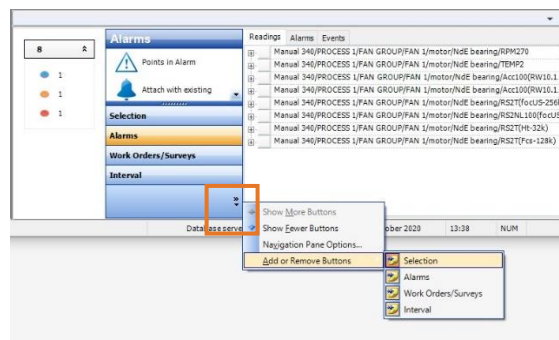 8
1
1
1
Alarms
Points in Alarm
Attach with existing
Selection
Alarms
Work Orders/Surveys
Interval
Readings Alarms Events
Manual 340/PROCESS 1/FAN GROUP/FAN 1/motor/NdE bearing/RPM270
Manual 340/PROCESS 1/FAN GROUP/FAN 1/motor/NdE bearing/TEMP2
Manual 340/PROCESS 1/FAN GROUP/FAN 1/motor/NdE bearing/Acc100(RW10.1.
Manual 340/PROCESS 1/FAN GROUP/FAN 1/motor/NdE bearing/Acc100(RW10.1.
Manual 340/PROCESS 1/FAN GROUP/FAN 1/motor/NdE bearing/RS2T(focUS-256
Manual 340/PROCESS 1/FAN GROUP/FAN 1/motor/NdE bearing/RS2NL100(focUS
Manual 340/PROCESS 1/FAN GROUP/FAN 1/motor/NdE bearing/RS2T(Ht-32k)
Manual 340/PROCESS 1/FAN GROUP/FAN 1/motor/NdE bearing/RS2T(Fcs-128k)
Show More Buttons
Show Fewer Buttons
Navigation Pane Options...
Add or Remove Buttons
Database serve
ober 2020 13:38 NUM
Selection
Alarms
Work Orders/Surveys
Interval